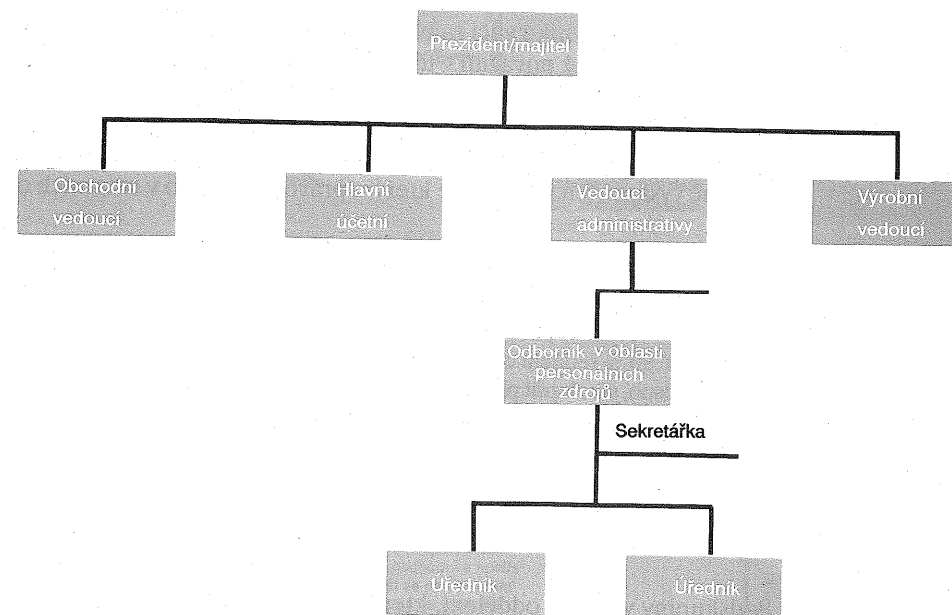 Prezident/majitel
Obchodní
vedoucí
Hlavní
účetní
Vedoucí
administrativy
Výrobní
vedoucí
Odborník v oblasti
personálních
zdrojů
Sekretářka
Úředník
Úředník